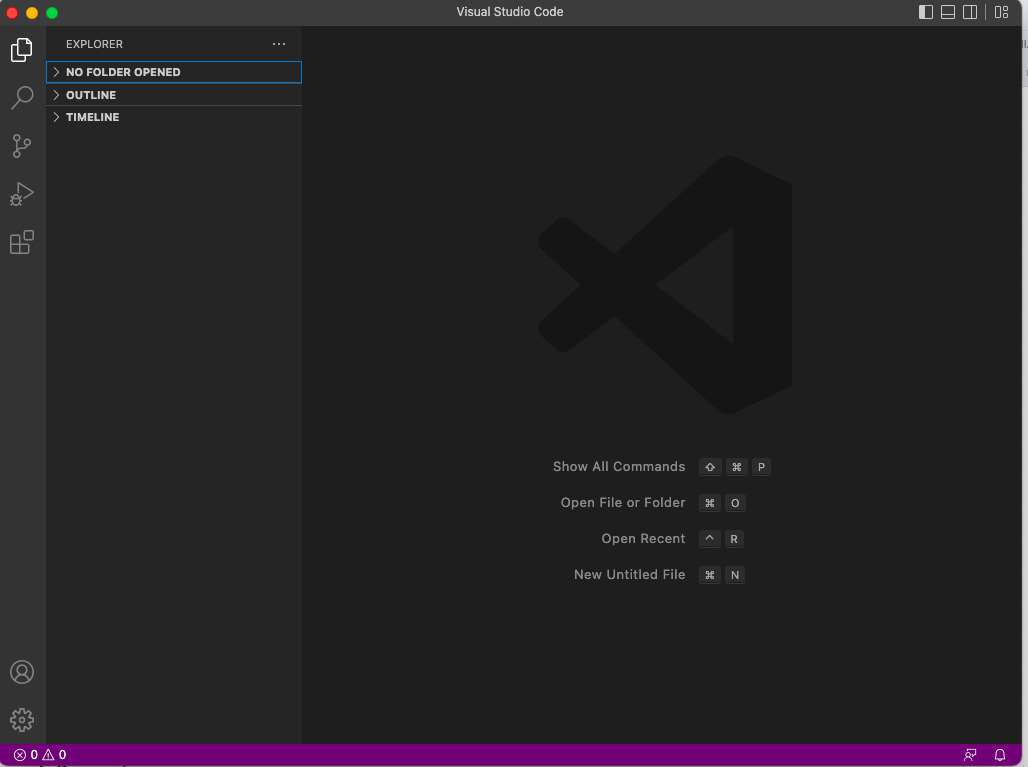 Visual Studio Code
EXPLORER
NO FOLDER OPENED
OUTLINE
TIMELINE
Show All Commands ⇧ ⌘ P
Open File or Folder ⌘ O
Open Recent ^ R
New Untitled File ⌘ N
0 0